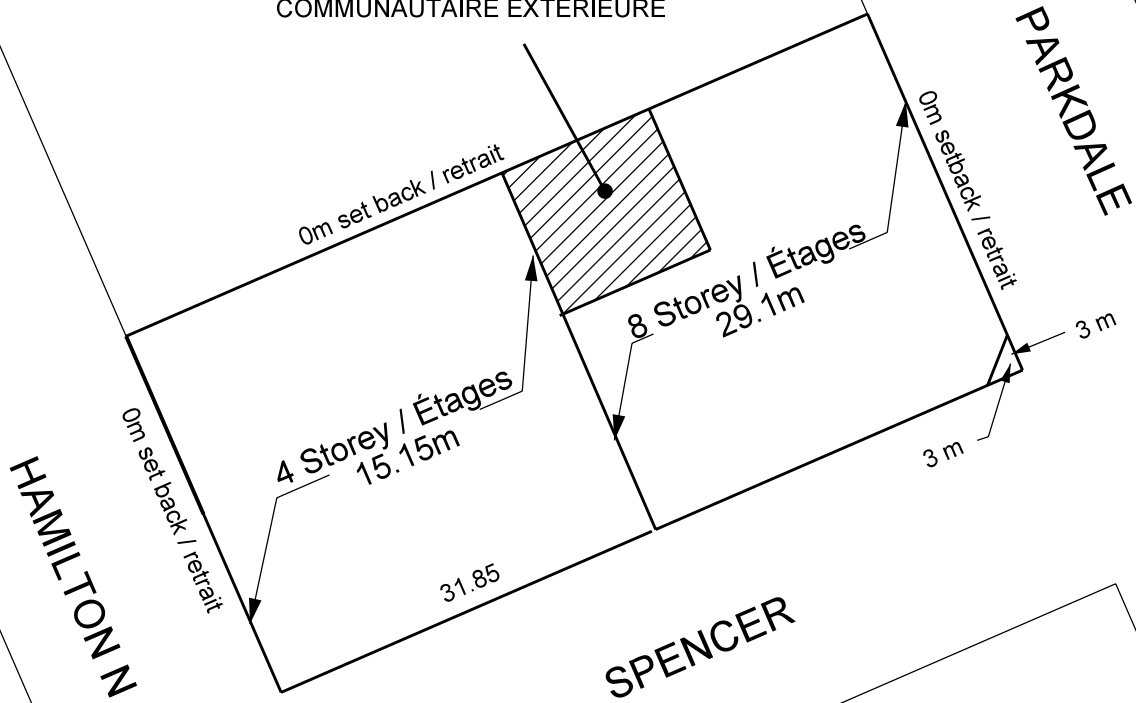 COMMUNAUTAIRE EXTÉRIEURE
PARKDALE
0m setback / retrait
0m set back / retrait
8 Storey / Étages
29.1m
3 m
3 m
4 Storey / Étages
15.15m
0m set back / retrait
HAMILTON N
31.85
SPENCER